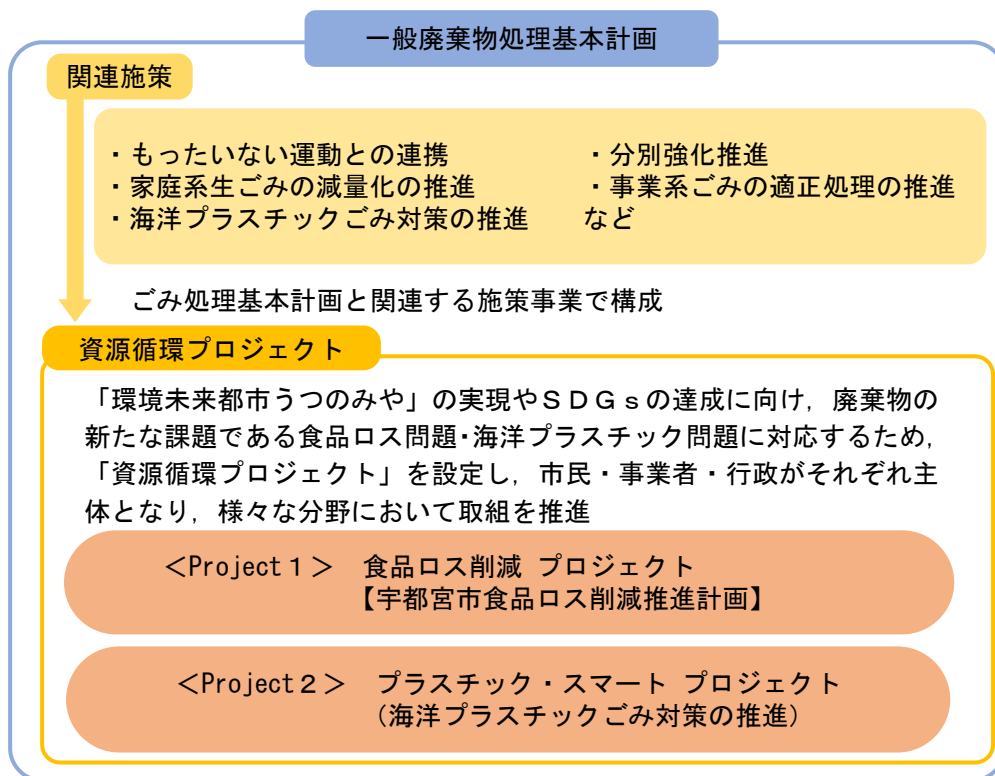 一般廃棄物処理基本計画
関連施策
・もったいない運動との連携
・家庭系生ごみの減量化の推進
・海洋プラスチックごみ対策の推進
・分別強化推進
・事業系ごみの適正処理の推進
など
ごみ処理基本計画と関連する施策事業で構成
資源循環プロジェクト
「環境未来都市うつのみや」の実現やSDGsの達成に向け，廃棄物の
新たな課題である食品ロス問題・海洋プラスチック問題に対応するため，
「資源循環プロジェクト」を設定し，市民・事業者・行政がそれぞれ主
体となり，様々な分野において取組を推進
＜Project１＞　食品ロス削減 プロジェクト
【宇都宮市食品ロス削減推進計画】
＜Project２＞　プラスチック・スマート プロジェクト
（海洋プラスチックごみ対策の推進）